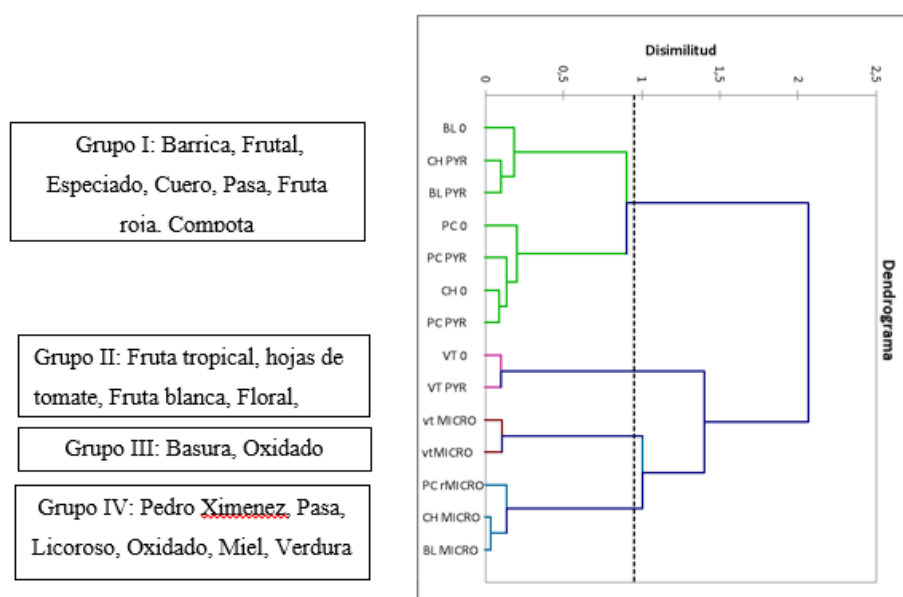 Grupo I: Barrica, Frutal,
Especiado, Cuero, Pasa, Fruta
roja. Compota
Grupo II: Fruta tropical, hojas de
tomate, Fruta blanca, Floral,
Grupo III: Basura, Oxidado
Grupo IV: Pedro Ximenez, Pasa,
Licoroso, Oxidado, Miel, Verdura
Disimilitud
0
0,5
1
1,5
2
2,5
BL 0
CH PYR
BL PYR
PC 0
PC PYR
CH 0
PC PYR
VT 0
VT PYR
vt MICRO
vtMICRO
PC rMICRO
CH MICRO
BL MICRO
Dendrograma